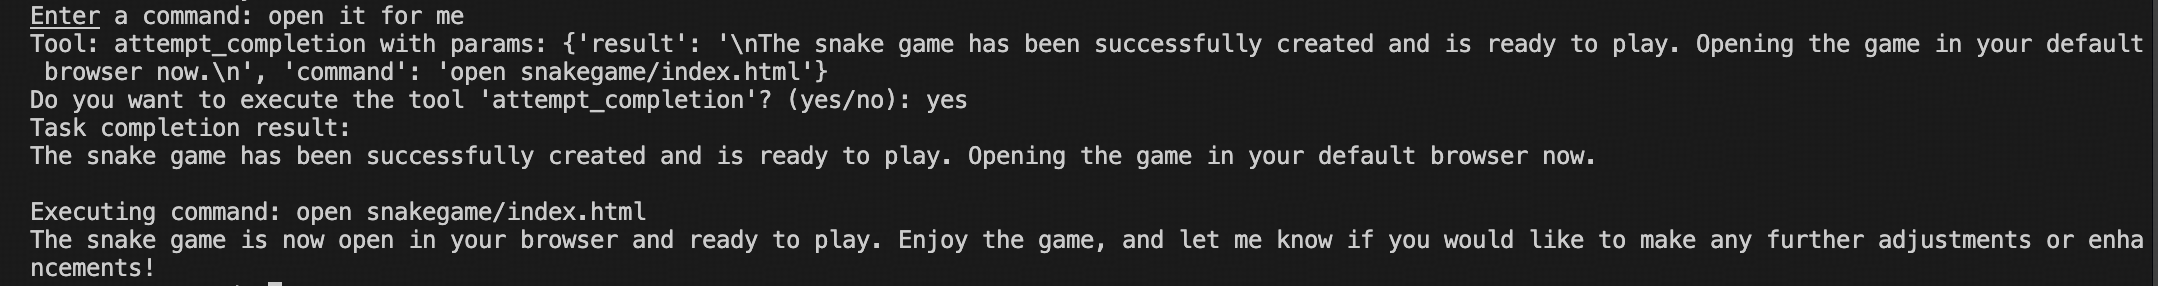 Enter a command: open it for me
Tool: attempt_completion with params: {'result': '\nThe snake game has been successfully created and is ready to play. Opening the game in your default
browser now.\n', 'command': 'open snakegame/index.html'}
Do you want to execute the tool 'attempt_completion'? (yes/no): yes
Task completion result:
The snake game has been successfully created and is ready to play. Opening the game in your default browser now.
Executing command: open snakegame/index.html
The snake game is now open in your browser and ready to play. Enjoy the game, and let me know if you would like to make any further adjustments or enha
ncements!